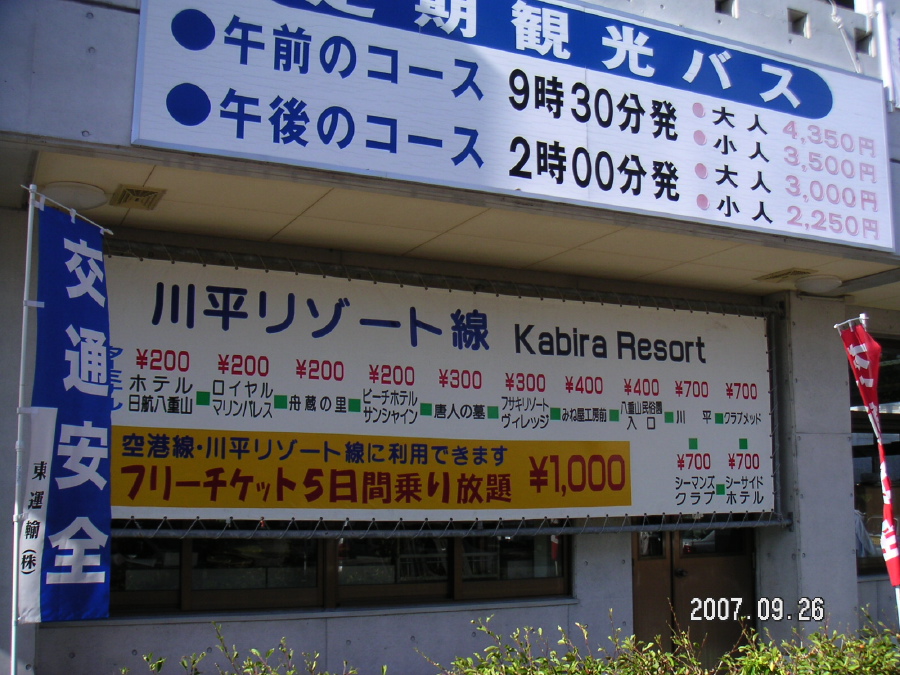 期観光バス
●午前のコース 9時30分発 ●大人 4,350円
●小人 3,500円
●午後のコース 2時00分発 ●大人 3,000円
●小人 2,250円
川平リゾート線 Kabira Resort
¥200 ¥200 ¥200 ¥200 ¥300 ¥300 ¥400 ¥400 ¥700 ¥700
ホテル日航八重山 ロイヤルマリンパレス 舟蔵の里 ビーチホテルサンシャイン 唐人の墓 フサキリゾートヴィレッジ みね屋工房前 八重山民俗園入口 川平 クラブメッド
¥700 ¥700
シーマンズクラブ シーサイドホテル
空港線・川平リゾート線に利用できます
フリーチケット5日間乗り放題 ¥1,000
交通安全
東運輸(株)
2007.09.26